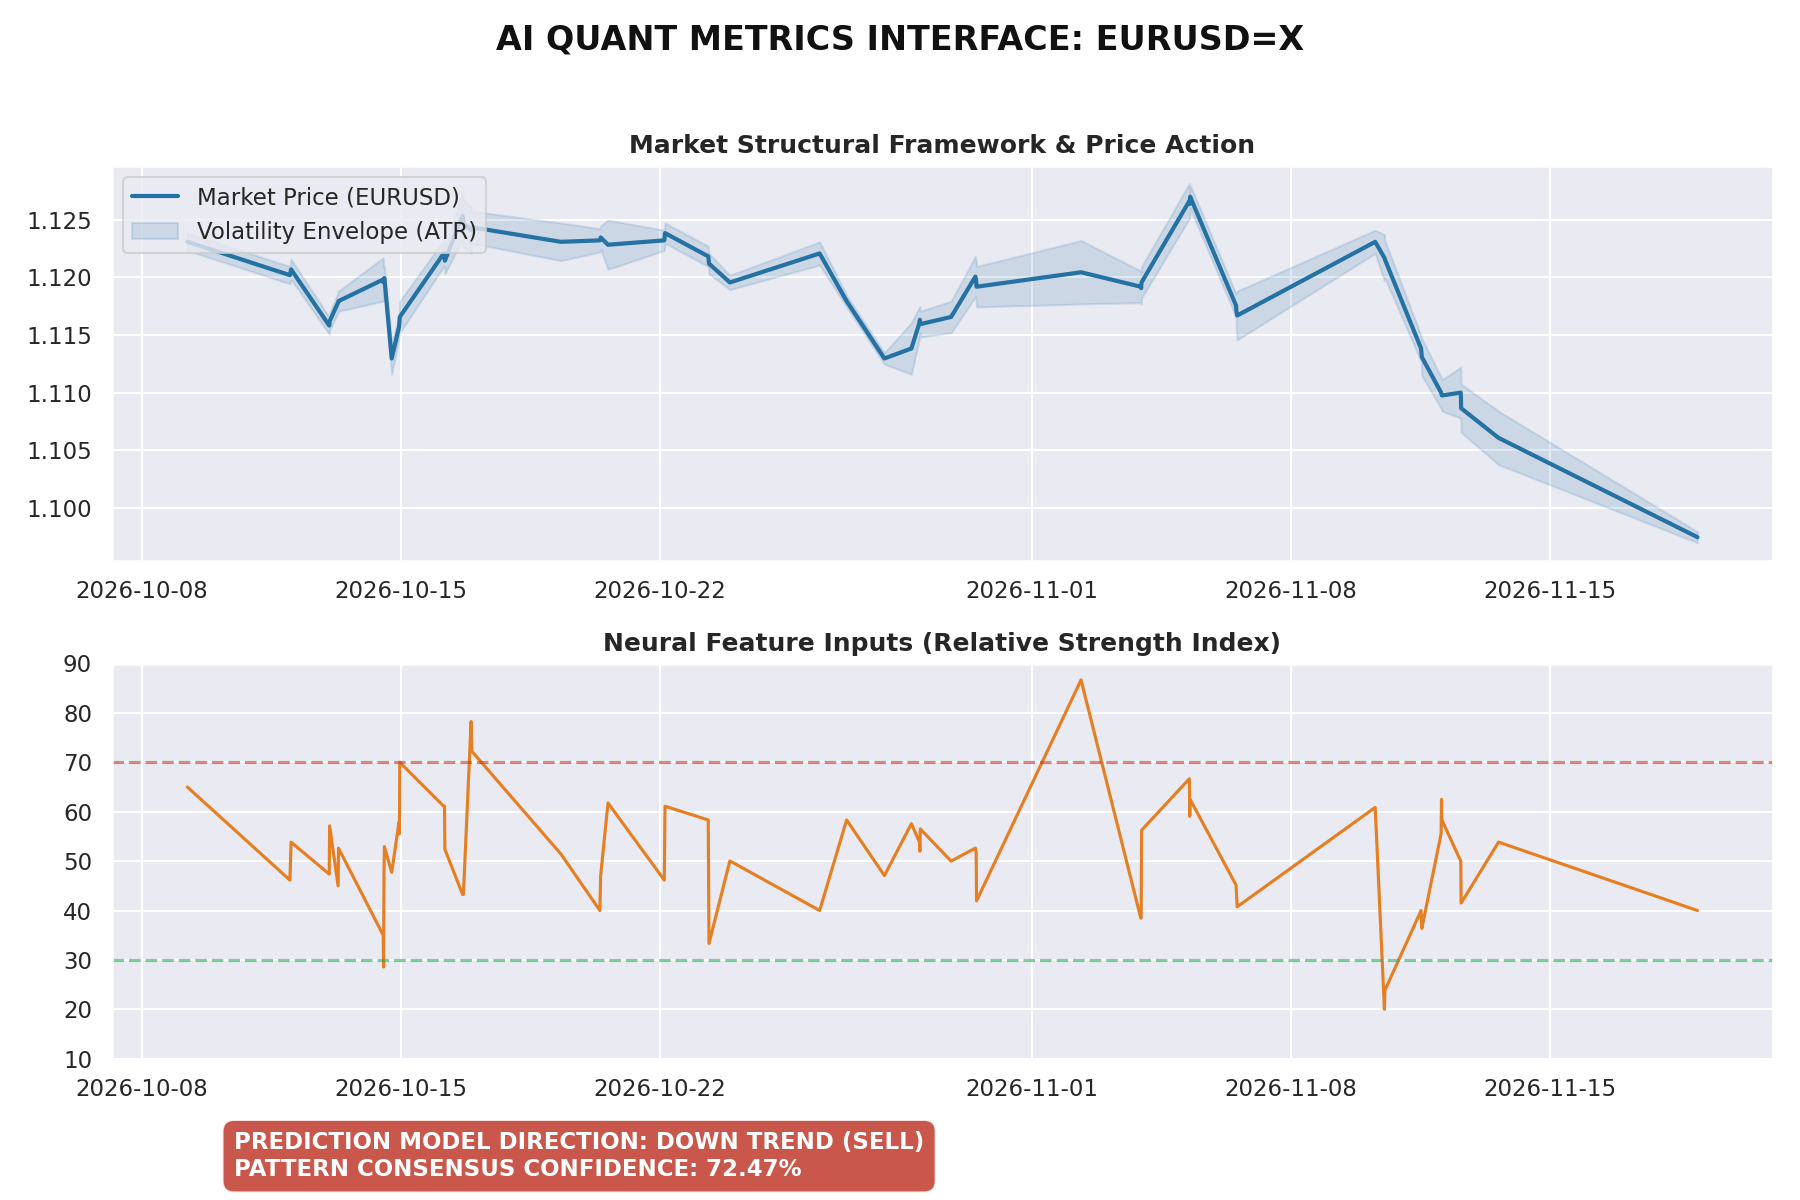 AI QUANT METRICS INTERFACE: EURUSD=X
Market Structural Framework & Price Action
Market Price (EURUSD)
Volatility Envelope (ATR)
1.125
1.120
1.115
1.110
1.105
1.100
2026-10-08 2026-10-15 2026-10-22 2026-11-01 2026-11-08 2026-11-15
Neural Feature Inputs (Relative Strength Index)
90
80
70
60
50
40
30
20
10
2026-10-08 2026-10-15 2026-10-22 2026-11-01 2026-11-08 2026-11-15
PREDICTION MODEL DIRECTION: DOWN TREND (SELL)
PATTERN CONSENSUS CONFIDENCE: 72.47%